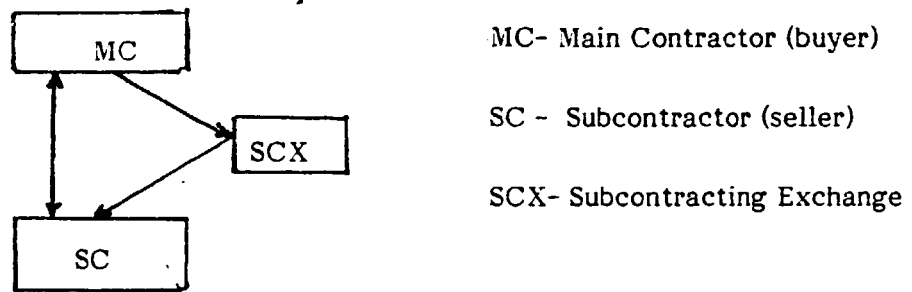 MC
MC- Main Contractor (buyer)
SC - Subcontractor (seller)
SCX
SCX- Subcontracting Exchange
SC